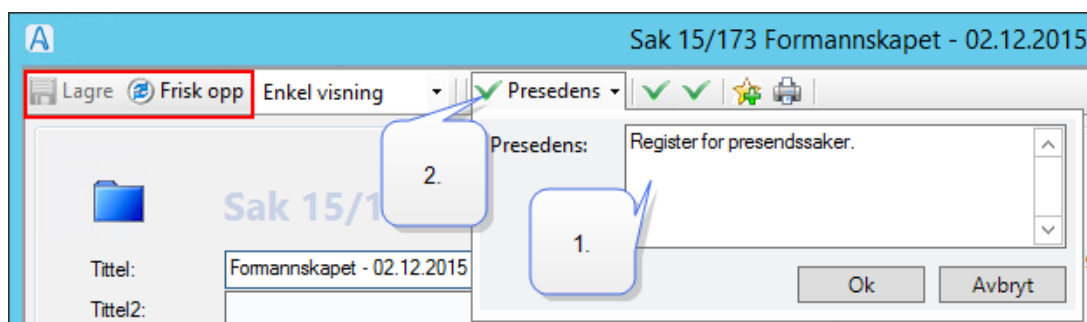 Sak 15/173 Formannskapet - 02.12.2015
Lagre Frisk opp Enkel visning Presedens
Presedens: Register for presendssaker.
2.
Sak 15/1
1.
Tittel: Formannskapet - 02.12.2015
Ok Avbryt
Tittel2: